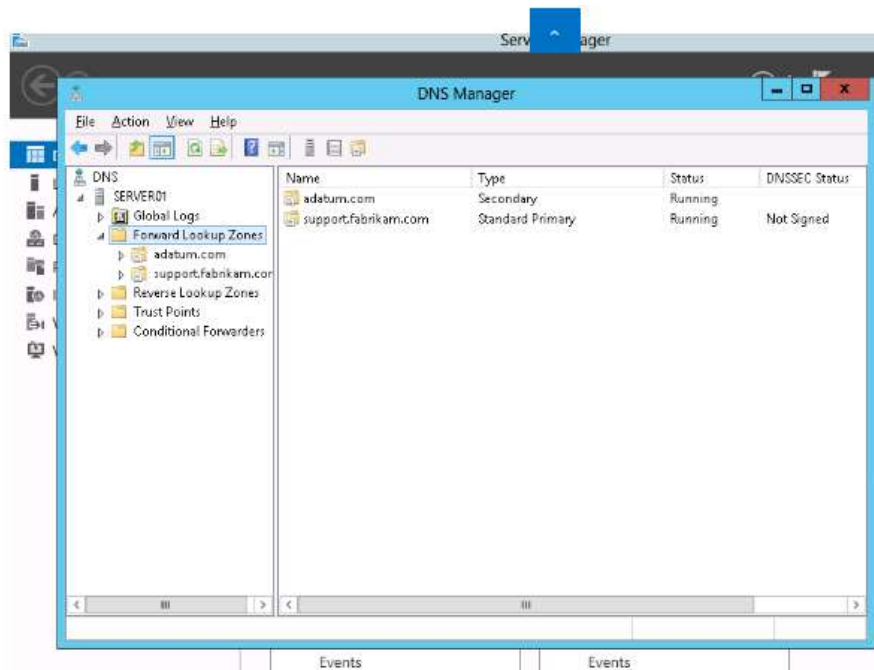 DNS Manager
File Action View Help
DNS
SERVER01
Global Logs
Forward Lookup Zones
adatum.com
support.fabrikam.cor
Reverse Lookup Zones
Trust Points
Conditional Forwarders
Name Type Status DNSSEC Status
adatum.com Secondary Running
support.fabrikam.com Standard Primary Running Not Signed
Events Events